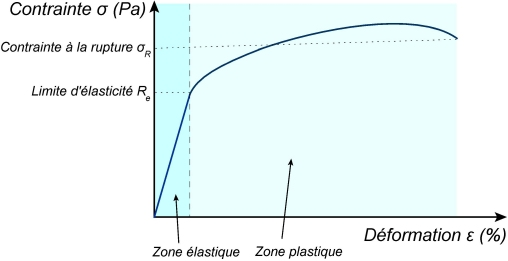 Contrainte σ (Pa)
Contrainte à la rupture σR
Limite d'élasticité Re
Déformation ε (%)
Zone élastique
Zone plastique